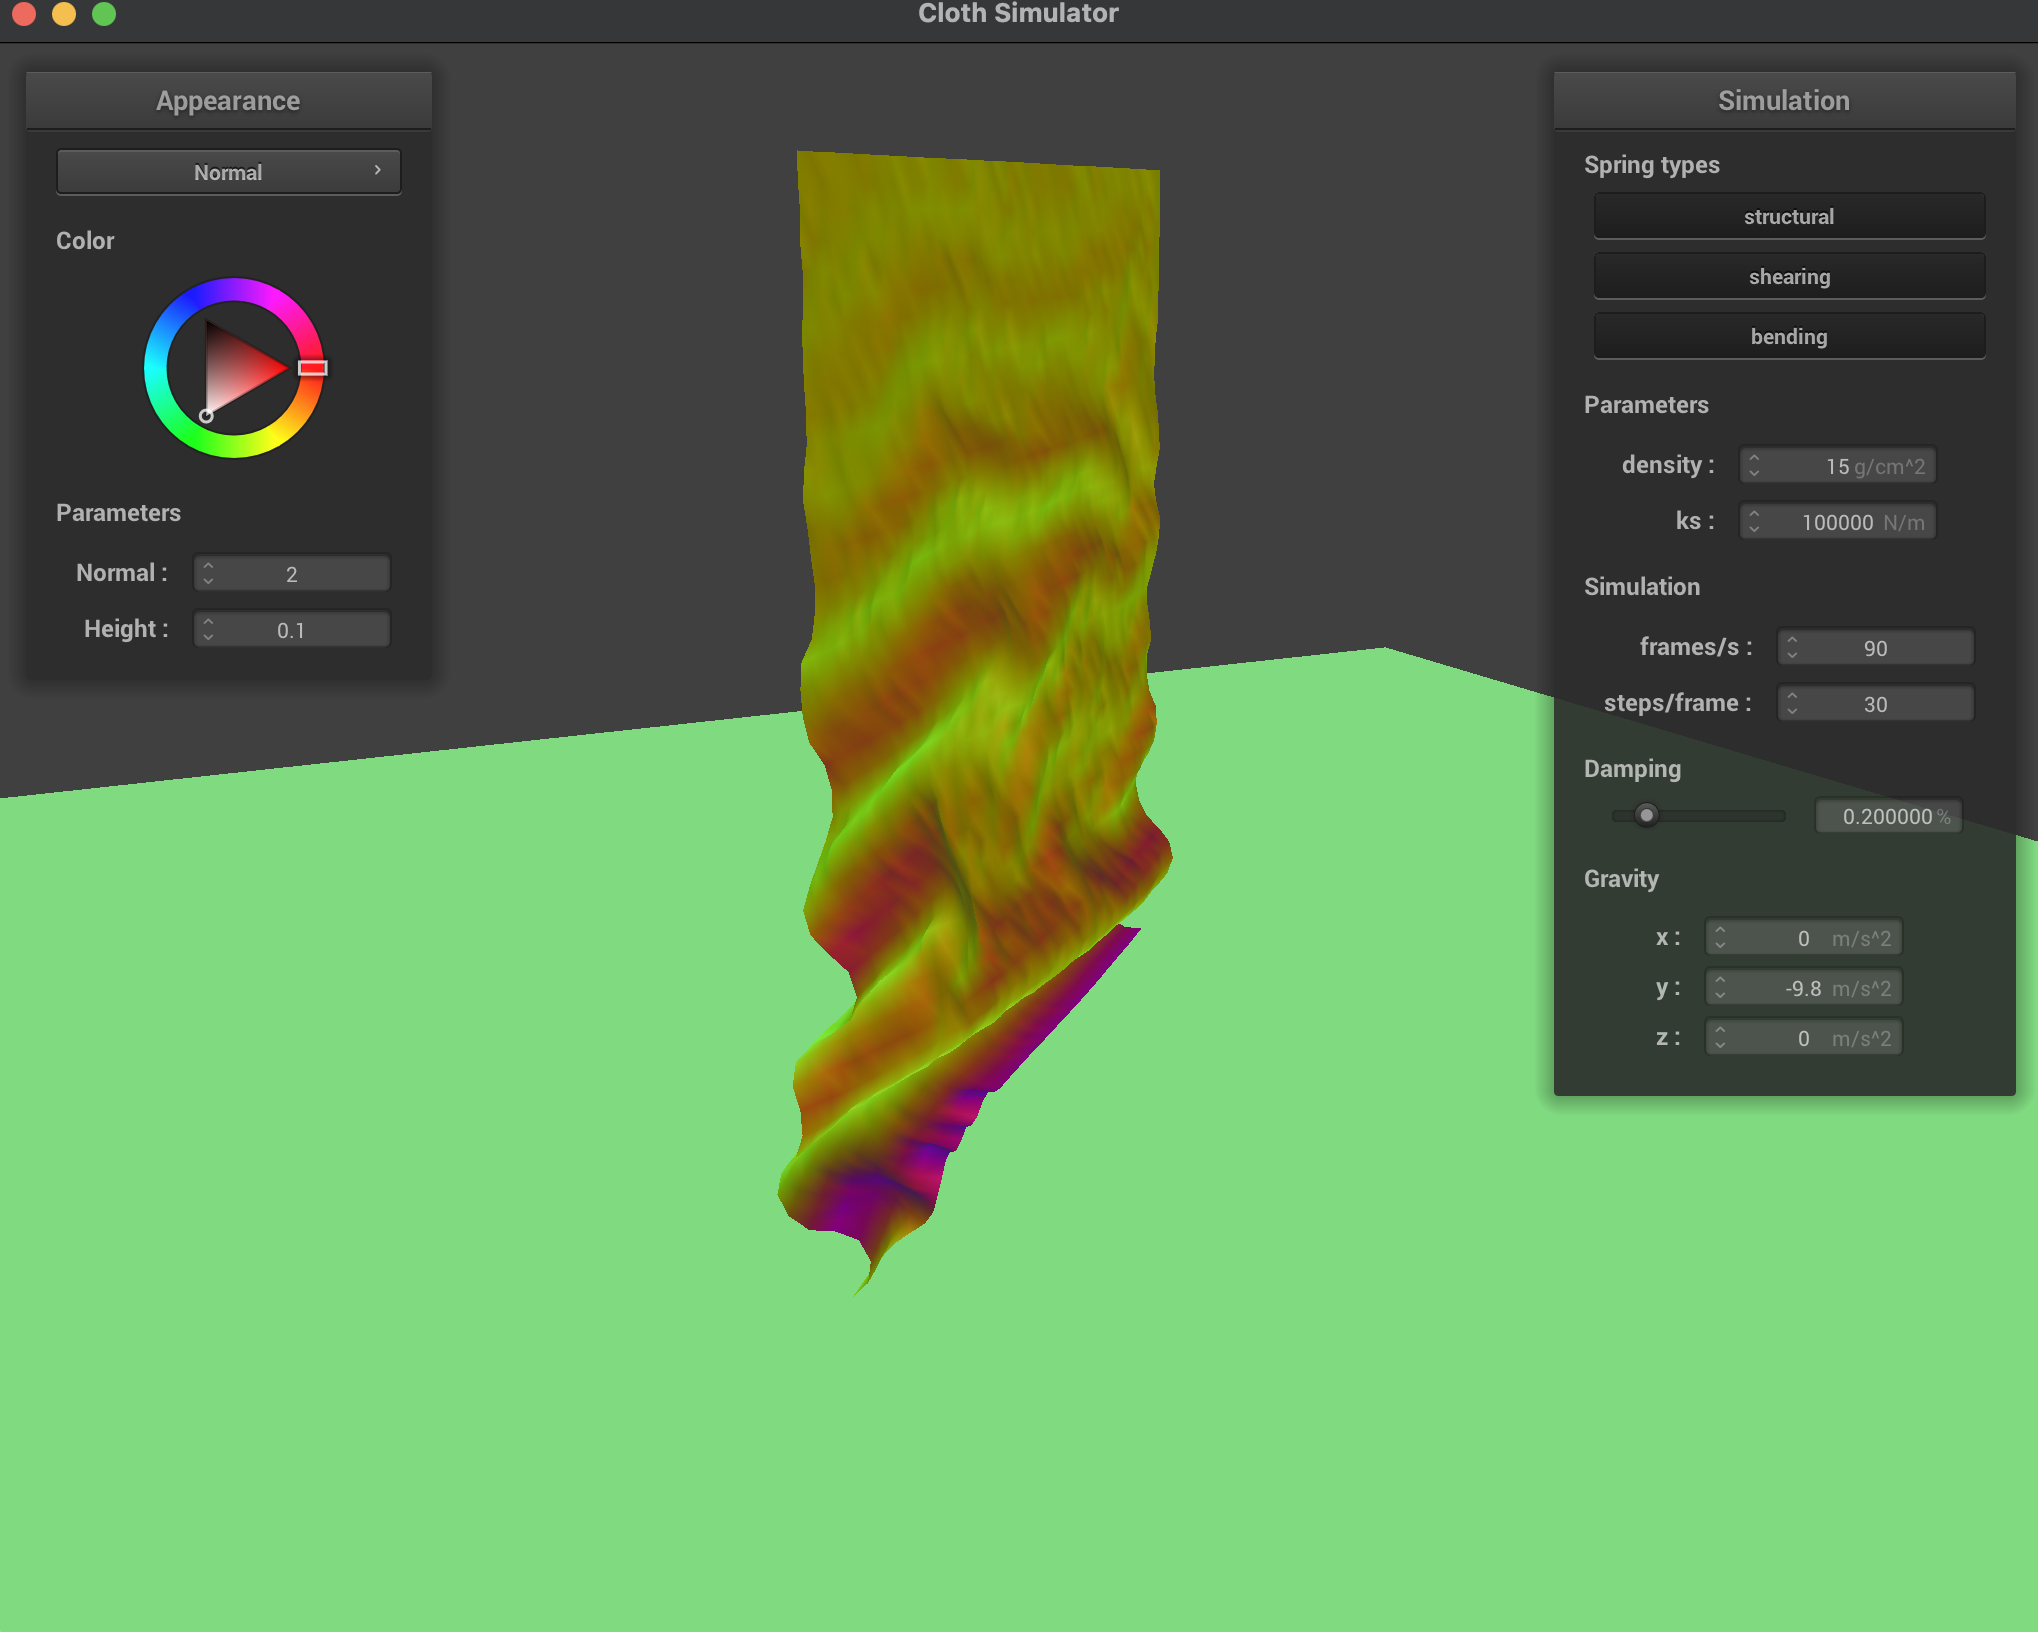 Cloth Simulator
Appearance
Normal
Color
Parameters
Normal : 2
Height : 0.1
Simulation
Spring types
structural
shearing
bending
Parameters
density : 15 g/cm^2
ks : 100000 N/m
Simulation
frames/s : 90
steps/frame : 30
Damping
0.200000 %
Gravity
x : 0 m/s^2
y : -9.8 m/s^2
z : 0 m/s^2